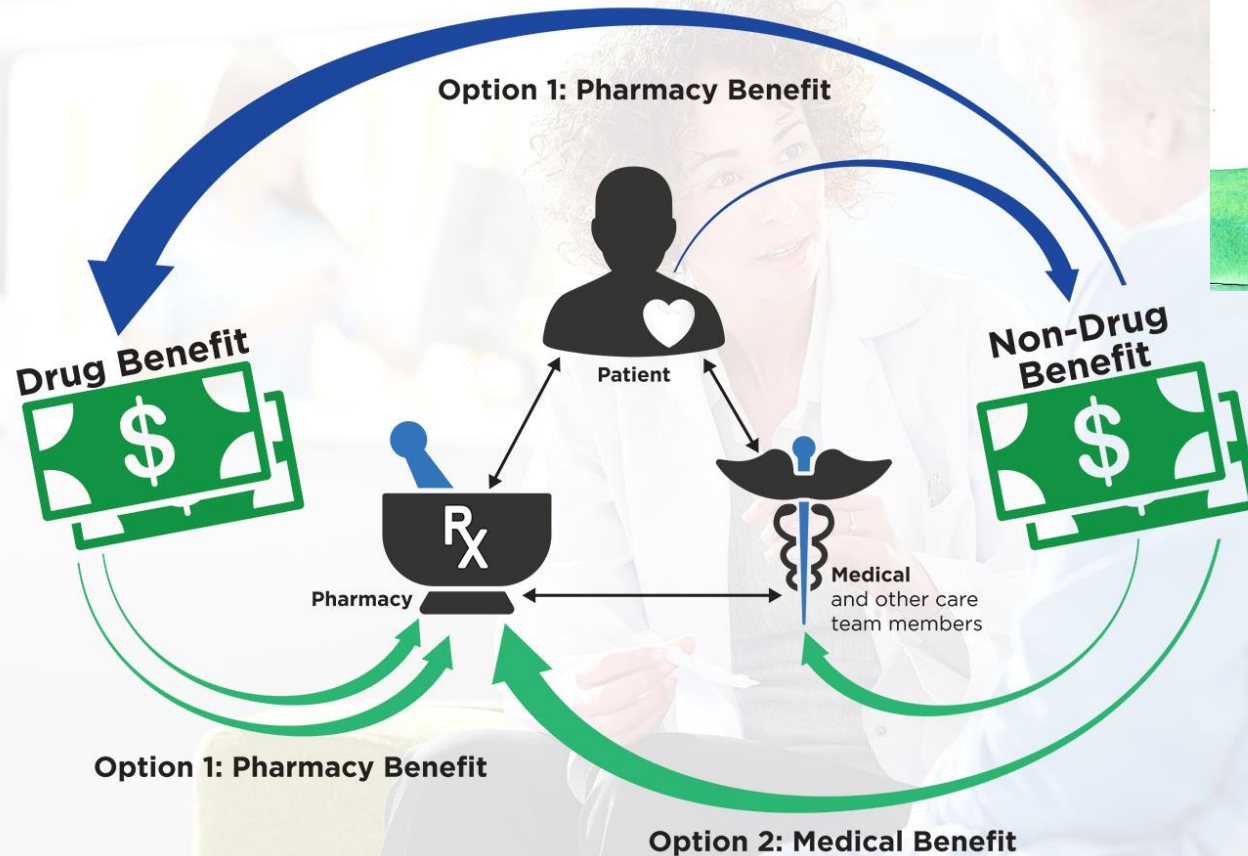 Option 1: Pharmacy Benefit
Drug Benefit
$
Patient
Non-Drug
Benefit
$
Rx
Pharmacy
Medical
and other care
team members
Option 1: Pharmacy Benefit
Option 2: Medical Benefit